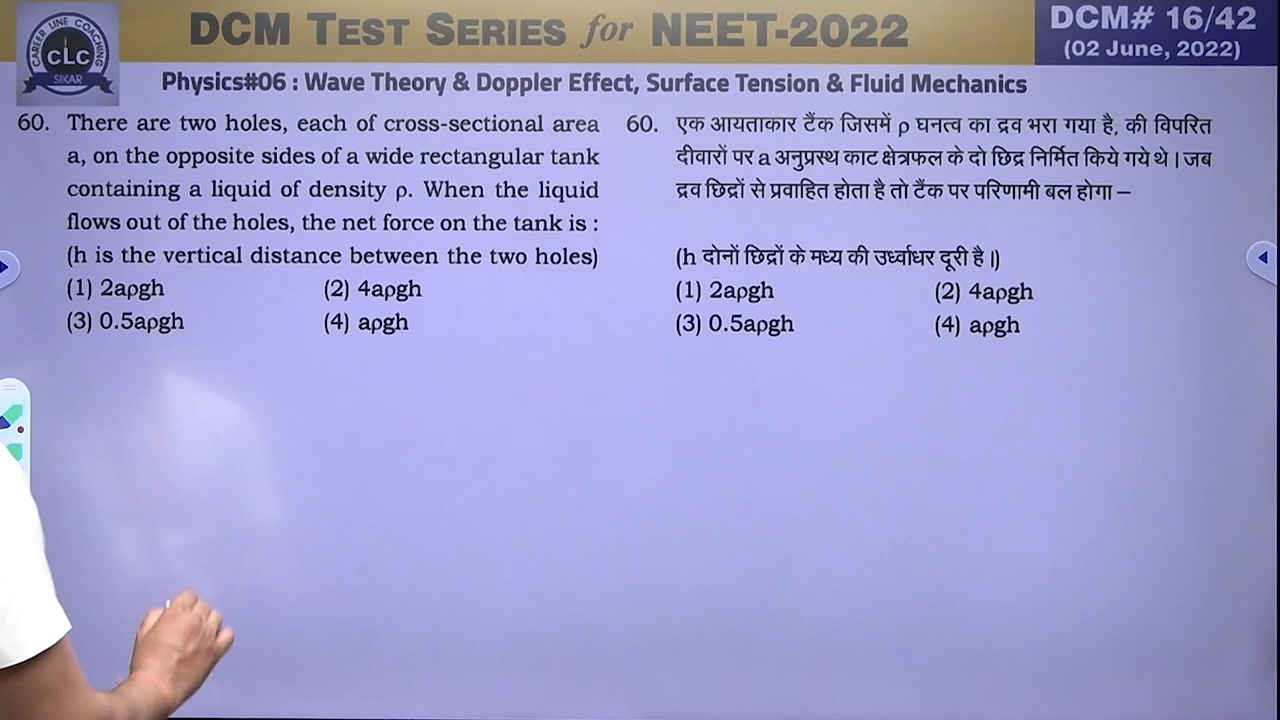 DCM TEST SERIES for NEET-2022
DCM# 16/42
(02 June, 2022)
CAREER LINE COACHING
CLC
SIKAR
Physics#06 : Wave Theory & Doppler Effect, Surface Tension & Fluid Mechanics
60. There are two holes, each of cross-sectional area
a, on the opposite sides of a wide rectangular tank
containing a liquid of density ρ. When the liquid
flows out of the holes, the net force on the tank is :
(h is the vertical distance between the two holes)
(1) 2aρgh (2) 4aρgh
(3) 0.5aρgh (4) aρgh
60. एक आयताकार टैंक जिसमें ρ घनत्व का द्रव भरा गया है, की विपरित
दीवारों पर a अनुप्रस्थ काट क्षेत्रफल के दो छिद्र निर्मित किये गये थे। जब
द्रव छिद्रों से प्रवाहित होता है तो टैंक पर परिणामी बल होगा –
(h दोनों छिद्रों के मध्य की उर्ध्वाधर दूरी है।)
(1) 2aρgh (2) 4aρgh
(3) 0.5aρgh (4) aρgh